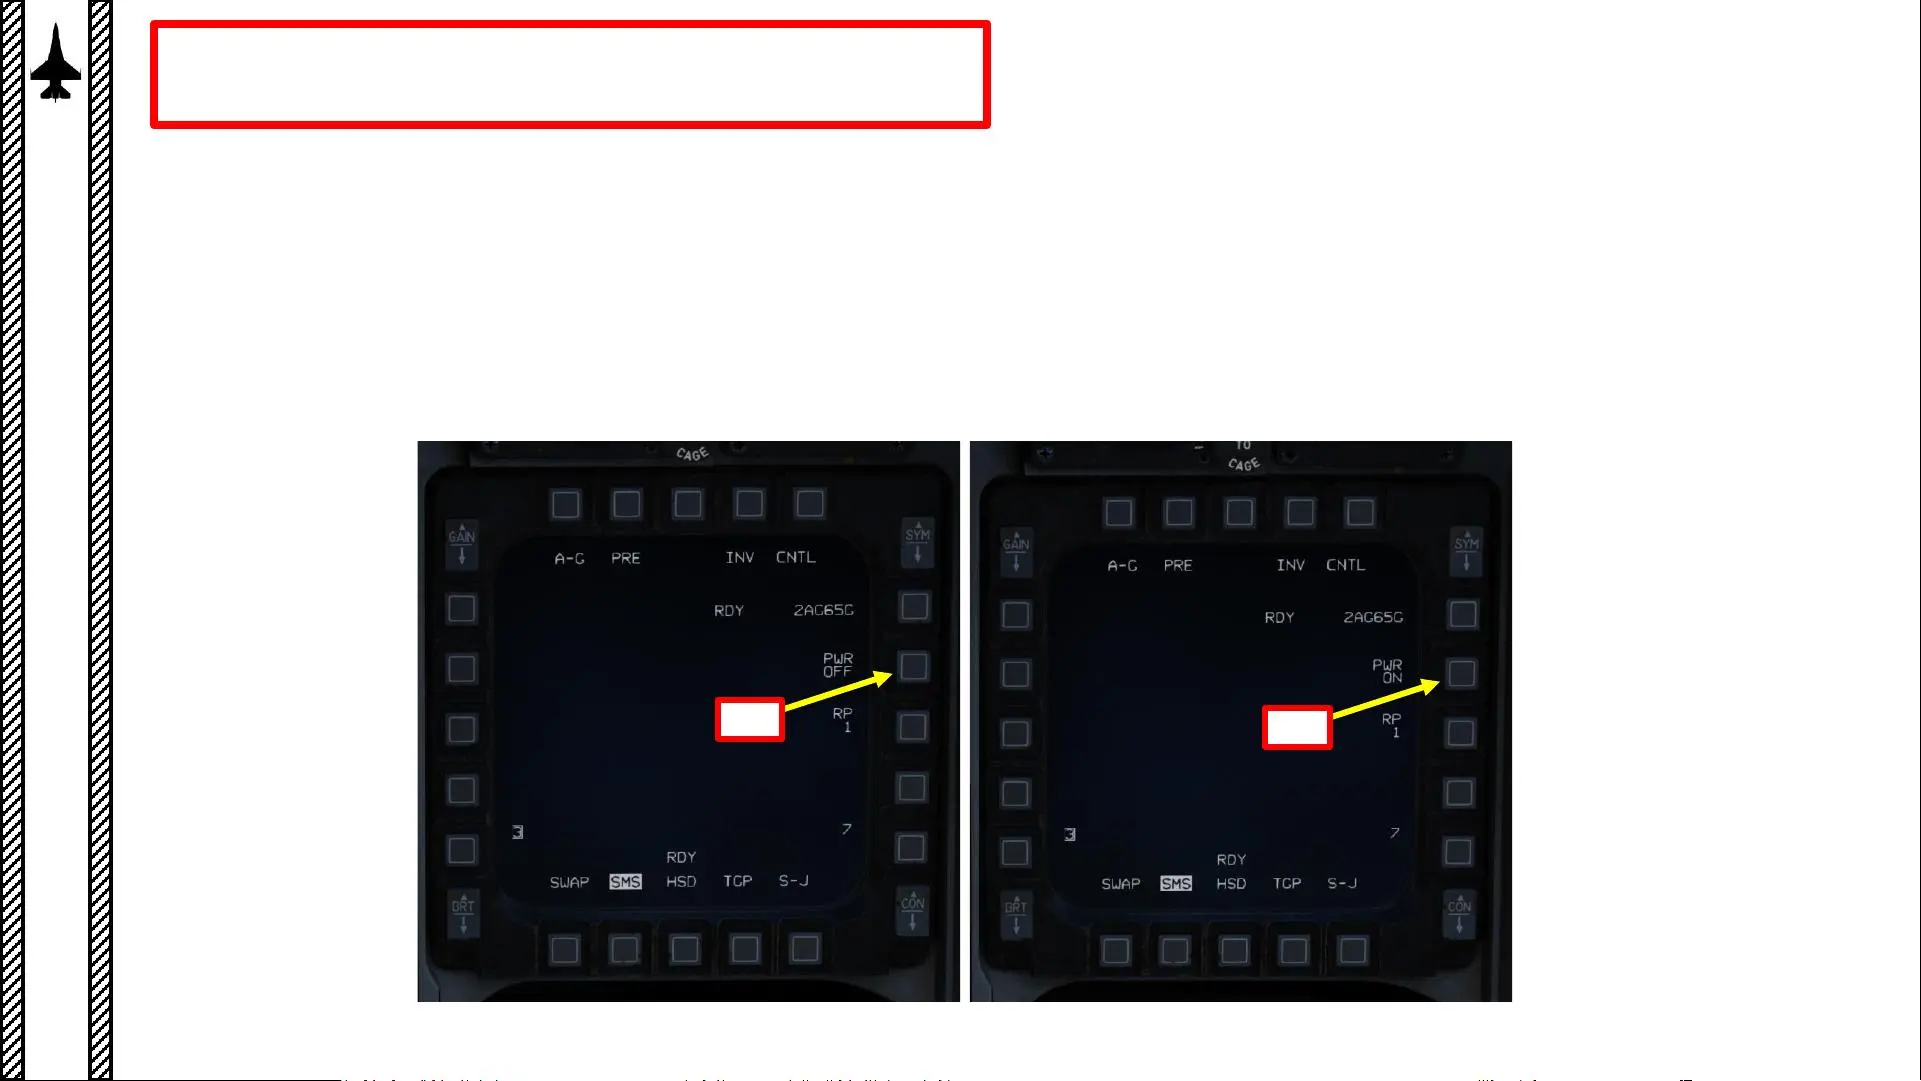 CAGE
GAIN
SYM
A-G PRE INV CNTL
RDY 2AG65G
PWR
OFF
RP
1
3 7
RDY
SWAP SMS HSD TGP S-J
BRT
CON
TO
CAGE
GAIN
SYM
A-G PRE INV CNTL
RDY 2AG65G
PWR
ON
RP
1
3 7
RDY
SWAP SMS HSD TGP S-J
BRT
CON